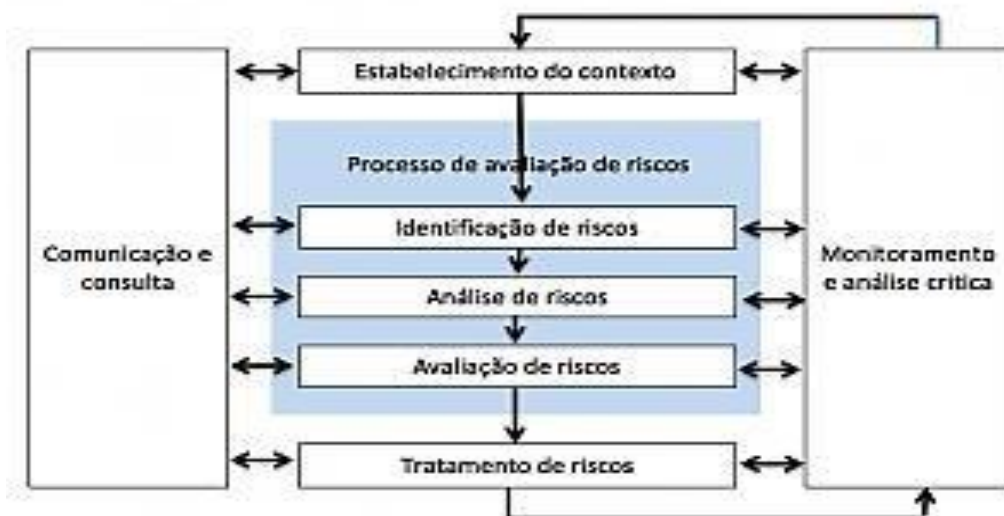 Estabelecimento do contexto
Processo de avaliação de riscos
Identificação de riscos
Comunicação e
consulta
Análise de riscos
Avaliação de riscos
Tratamento de riscos
Monitoramento
e análise crítica